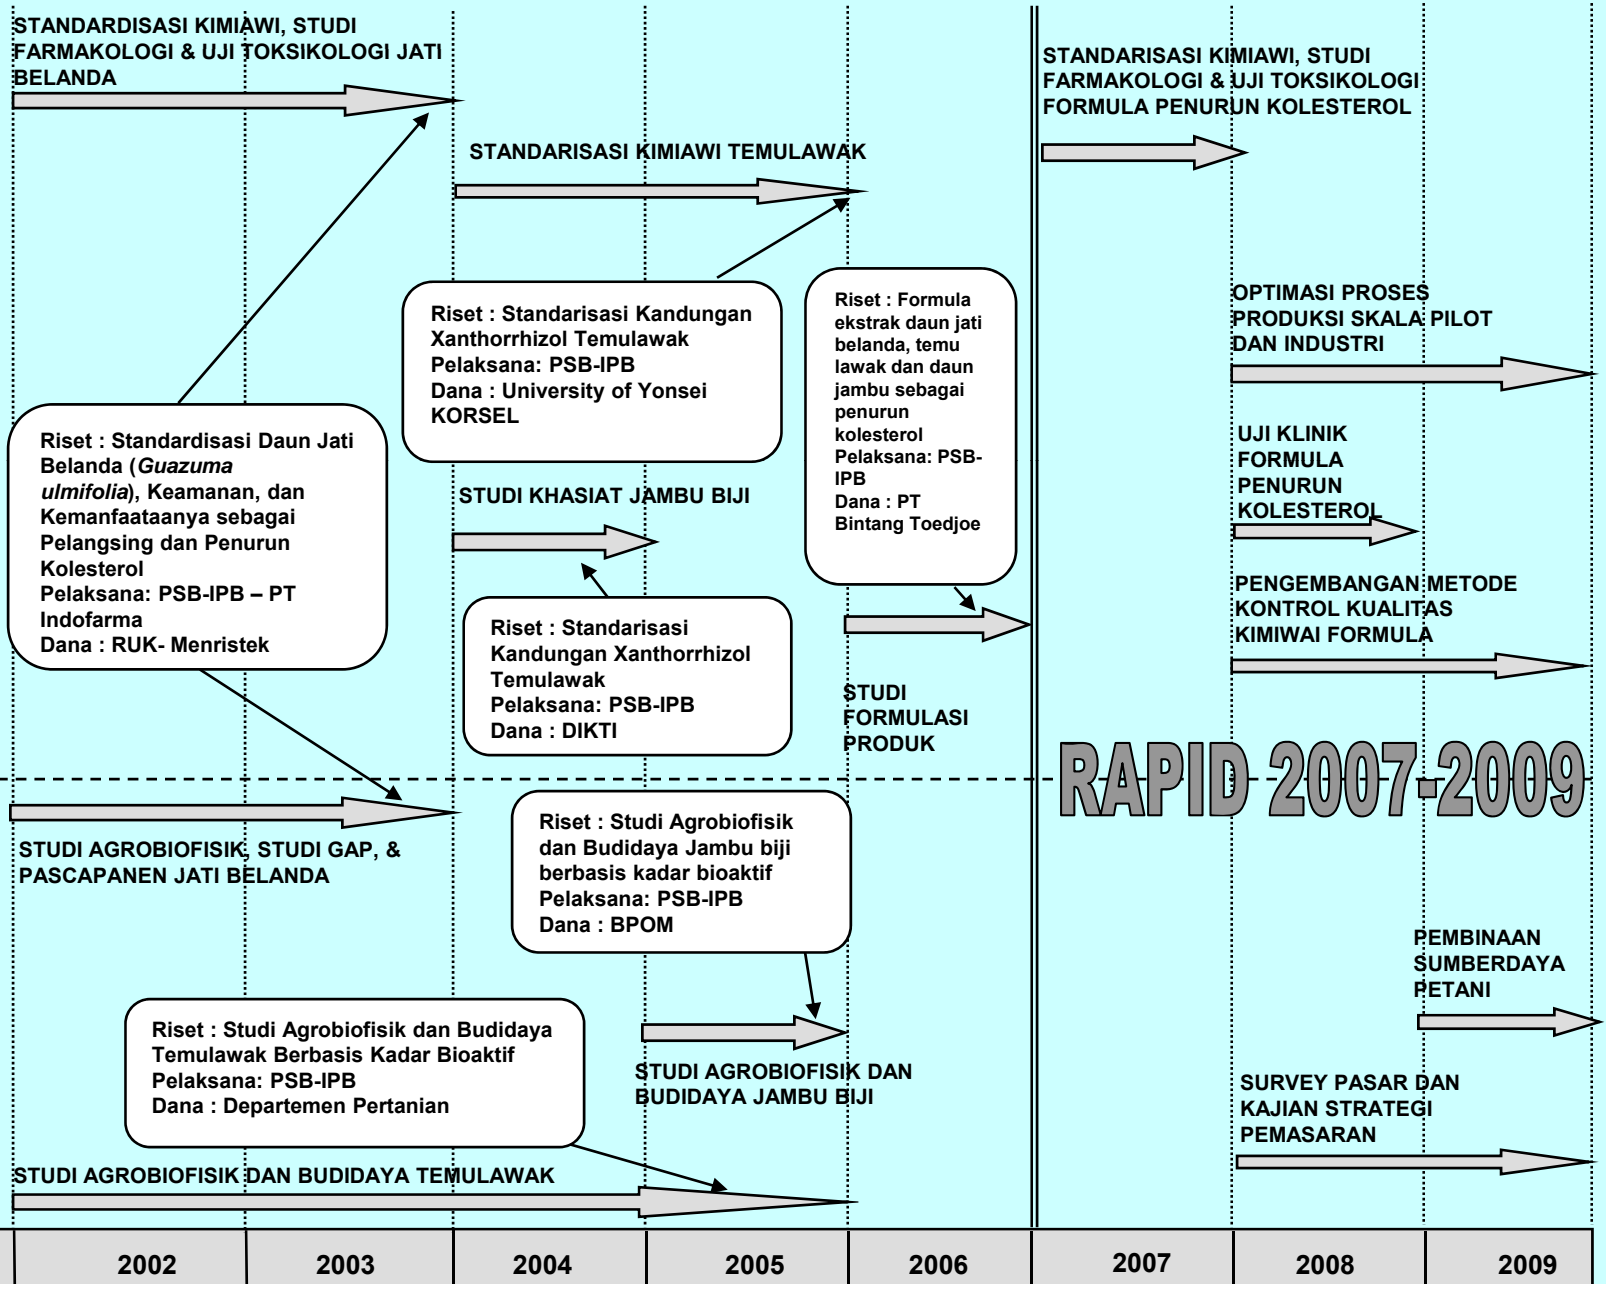 STANDARDISASI KIMIAWI, STUDI
FARMAKOLOGI & UJI TOKSIKOLOGI JATI
BELANDA
STANDARISASI KIMIAWI, STUDI
FARMAKOLOGI & UJI TOKSIKOLOGI
FORMULA PENURUN KOLESTEROL
STANDARISASI KIMIAWI TEMULAWAK
Riset : Standarisasi Kandungan
Xanthorrhizol Temulawak
Pelaksana: PSB-IPB
Dana : University of Yonsei
KORSEL
Riset : Formula
ekstrak daun jati
belanda, temu
lawak dan daun
jambu sebagai
penurun
kolesterol
Pelaksana: PSB-
IPB
Dana : PT
Bintang Toedjoe
OPTIMASI PROSES
PRODUKSI SKALA PILOT
DAN INDUSTRI
Riset : Standardisasi Daun Jati
Belanda (Guazuma
ulmifolia), Keamanan, dan
Kemanfaataanya sebagai
Pelangsing dan Penurun
Kolesterol
Pelaksana: PSB-IPB – PT
Indofarma
Dana : RUK- Menristek
STUDI KHASIAT JAMBU BIJI
UJI KLINIK
FORMULA
PENURUN
KOLESTEROL
Riset : Standarisasi
Kandungan Xanthorrhizol
Temulawak
Pelaksana: PSB-IPB
Dana : DIKTI
PENGEMBANGAN METODE
KONTROL KUALITAS
KIMIWAI FORMULA
STUDI
FORMULASI
PRODUK
RAPID 2007-2009
STUDI AGROBIOFISIK, STUDI GAP, &
PASCAPANEN JATI BELANDA
Riset : Studi Agrobiofisik
dan Budidaya Jambu biji
berbasis kadar bioaktif
Pelaksana: PSB-IPB
Dana : BPOM
PEMBINAAN
SUMBERDAYA
PETANI
Riset : Studi Agrobiofisik dan Budidaya
Temulawak Berbasis Kadar Bioaktif
Pelaksana: PSB-IPB
Dana : Departemen Pertanian
STUDI AGROBIOFISIK DAN
BUDIDAYA JAMBU BIJI
SURVEY PASAR DAN
KAJIAN STRATEGI
PEMASARAN
STUDI AGROBIOFISIK DAN BUDIDAYA TEMULAWAK
2002
2003
2004
2005
2006
2007
2008
2009